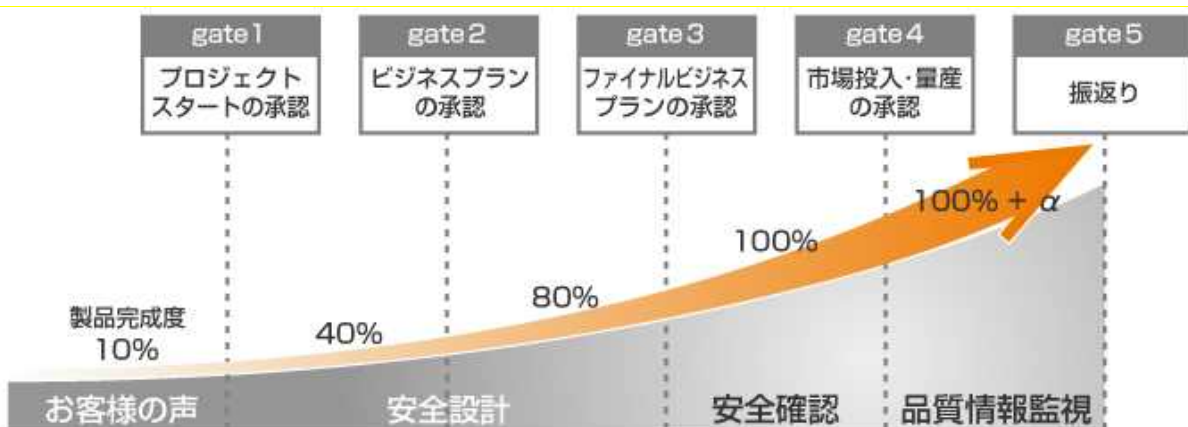 gate1
プロジェクト
スタートの承認
gate2
ビジネスプラン
の承認
gate3
ファイナルビジネス
プランの承認
gate4
市場投入・量産
の承認
gate5
振返り
製品完成度
10%
40%
80%
100%
100% + α
お客様の声
安全設計
安全確認
品質情報監視